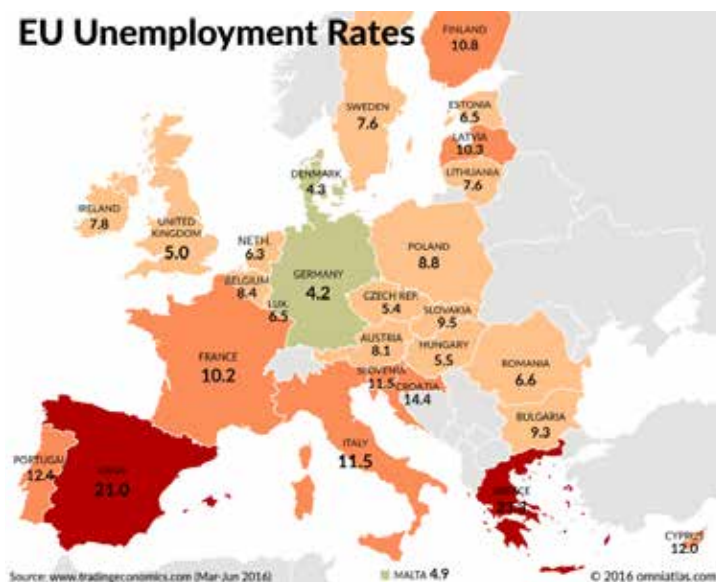 EU Unemployment Rates
FINLAND
10.8
SWEDEN
7.6
ESTONIA
6.5
LATVIA
10.3
LITHUANIA
7.6
DENMARK
4.3
IRELAND
7.8
UNITED
KINGDOM
5.0
NETH.
6.3
BELGIUM
8.4
LUX.
6.5
GERMANY
4.2
POLAND
8.8
CZECH REP.
5.4
SLOVAKIA
9.5
AUSTRIA
8.1
HUNGARY
5.5
FRANCE
10.2
SLOVENIA
11.5
CROATIA
14.4
ROMANIA
6.6
BULGARIA
9.3
ITALY
11.5
PORTUGAL
12.4
SPAIN
21.0
GREECE
CYPRUS
12.0
MALTA 4.9
Source: www.tradingeconomics.com (Mar-Jun 2016)
© 2016 omniatlas.com